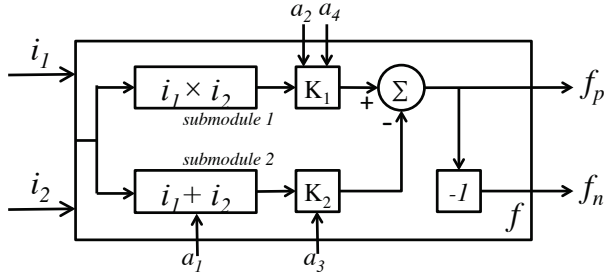 a2 a4
i1
i1 × i2
K1
+
Σ
-
fp
submodule 1
submodule 2
i2
i1 + i2
K2
-1
fn
f
a1
a3